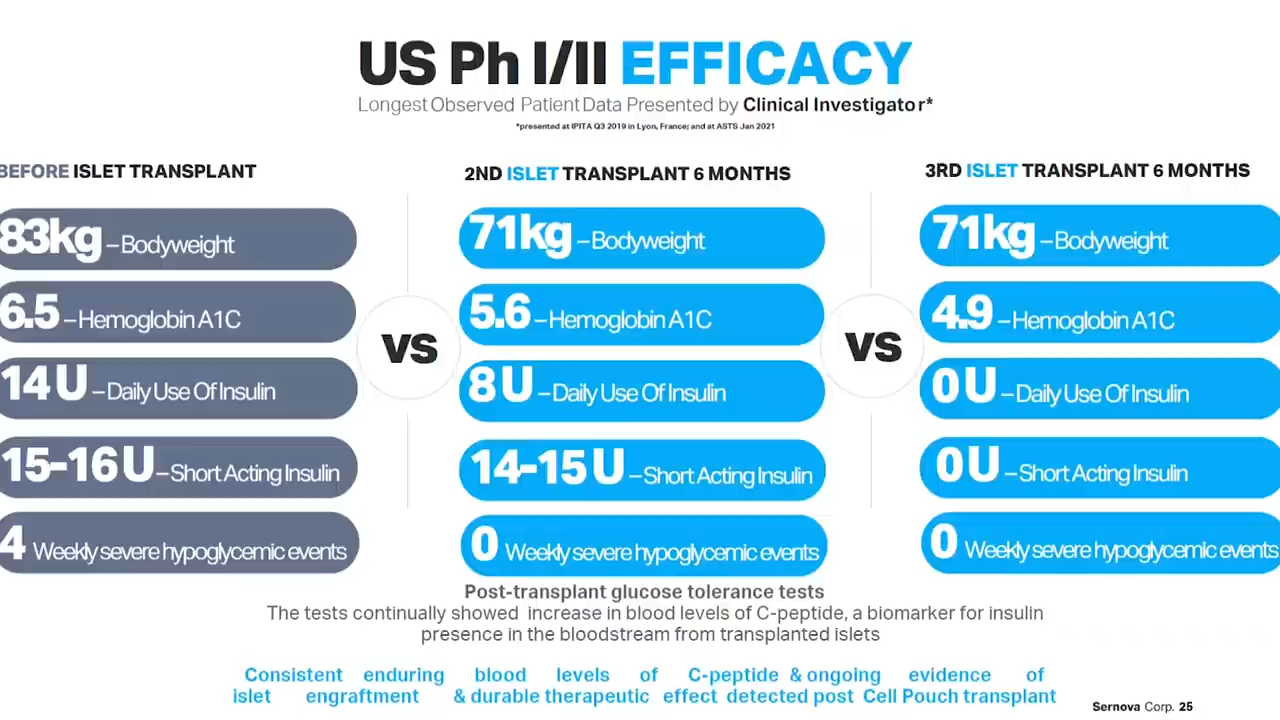 US Ph I/II EFFICACY
Longest Observed Patient Data Presented by Clinical Investigator*
*presented at IPITA Q3 2019 in Lyon, France; and at ASTS Jan 2021
BEFORE ISLET TRANSPLANT
83kg – Bodyweight
6.5 – Hemoglobin A1C
14 U – Daily Use Of Insulin
15-16 U – Short Acting Insulin
4 Weekly severe hypoglycemic events
VS
2ND ISLET TRANSPLANT 6 MONTHS
71kg – Bodyweight
5.6 – Hemoglobin A1C
8 U – Daily Use Of Insulin
14-15 U – Short Acting Insulin
0 Weekly severe hypoglycemic events
VS
3RD ISLET TRANSPLANT 6 MONTHS
71kg – Bodyweight
4.9 – Hemoglobin A1C
0 U – Daily Use Of Insulin
0 U – Short Acting Insulin
0 Weekly severe hypoglycemic events
Post-transplant glucose tolerance tests
The tests continually showed increase in blood levels of C-peptide, a biomarker for insulin
presence in the bloodstream from transplanted islets
Consistent enduring blood levels of C-peptide & ongoing evidence of
islet engraftment & durable therapeutic effect detected post Cell Pouch transplant
Sernova Corp. 25